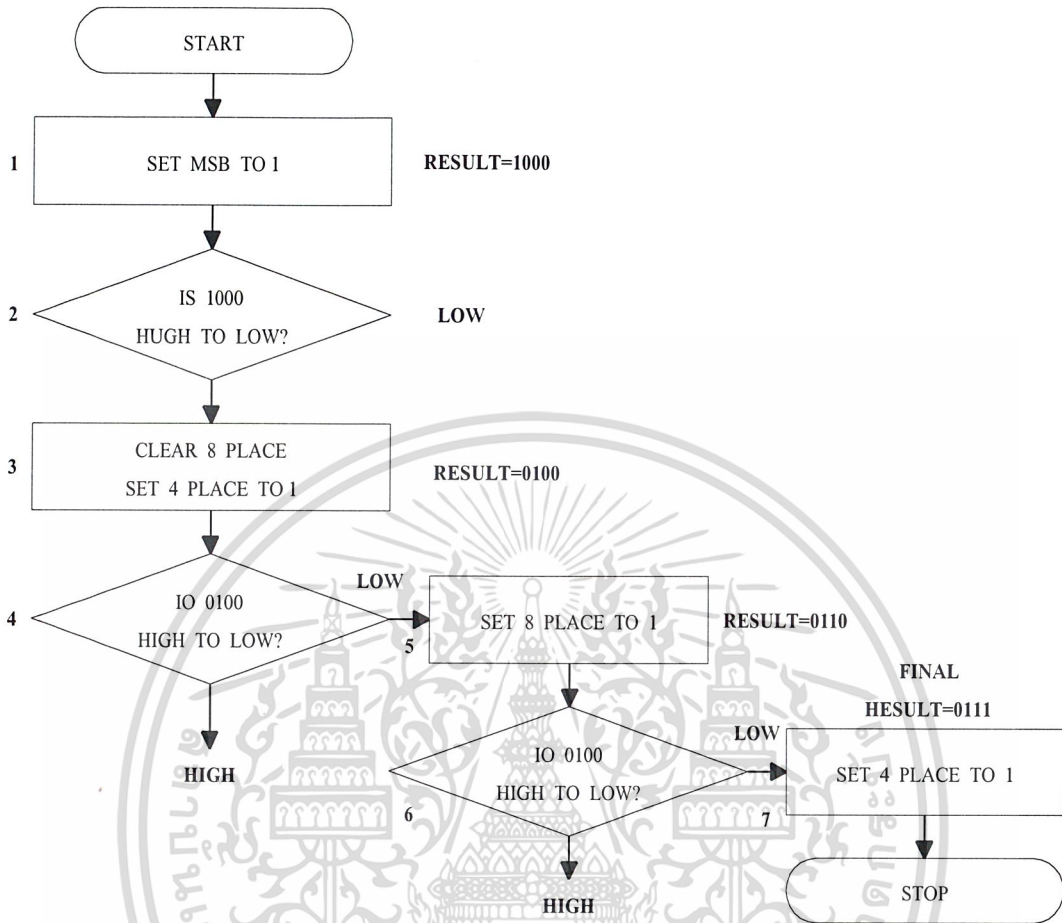 START
1
SET MSB TO 1
RESULT=1000
2
IS 1000
HUGH TO LOW?
LOW
3
CLEAR 8 PLACE
SET 4 PLACE TO 1
RESULT=0100
4
IO 0100
HIGH TO LOW?
LOW
HIGH
5
SET 8 PLACE TO 1
RESULT=0110
6
IO 0100
HIGH TO LOW?
LOW
HIGH
FINAL
HESULT=0111
7
SET 4 PLACE TO 1
STOP